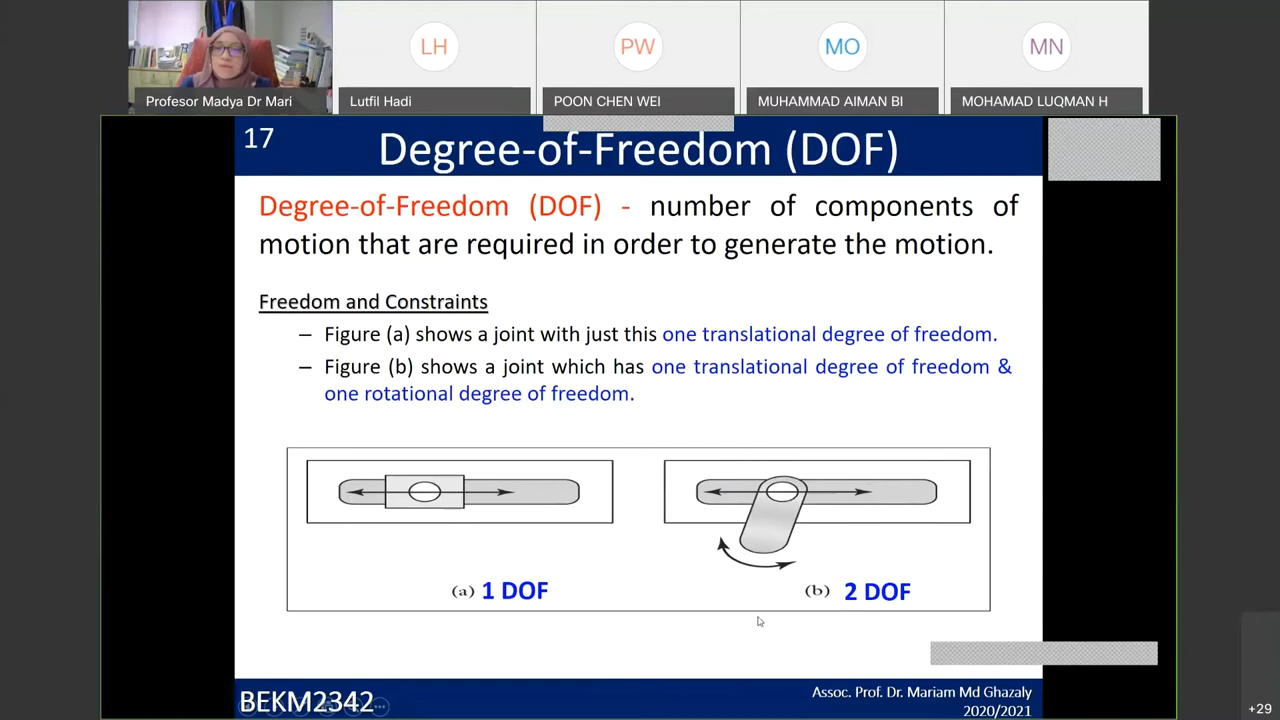 LH
PW
MO
MN
Profesor Madya Dr Mari
Lutfil Hadi
POON CHEN WEI
MUHAMMAD AIMAN BI
MOHAMAD LUQMAN H
17
Degree-of-Freedom (DOF)
Degree-of-Freedom (DOF) - number of components of
motion that are required in order to generate the motion.
Freedom and Constraints
– Figure (a) shows a joint with just this one translational degree of freedom.
– Figure (b) shows a joint which has one translational degree of freedom &
one rotational degree of freedom.
(a) 1 DOF
(b) 2 DOF
BEKM2342
Assoc. Prof. Dr. Mariam Md Ghazaly
2020/2021
+29